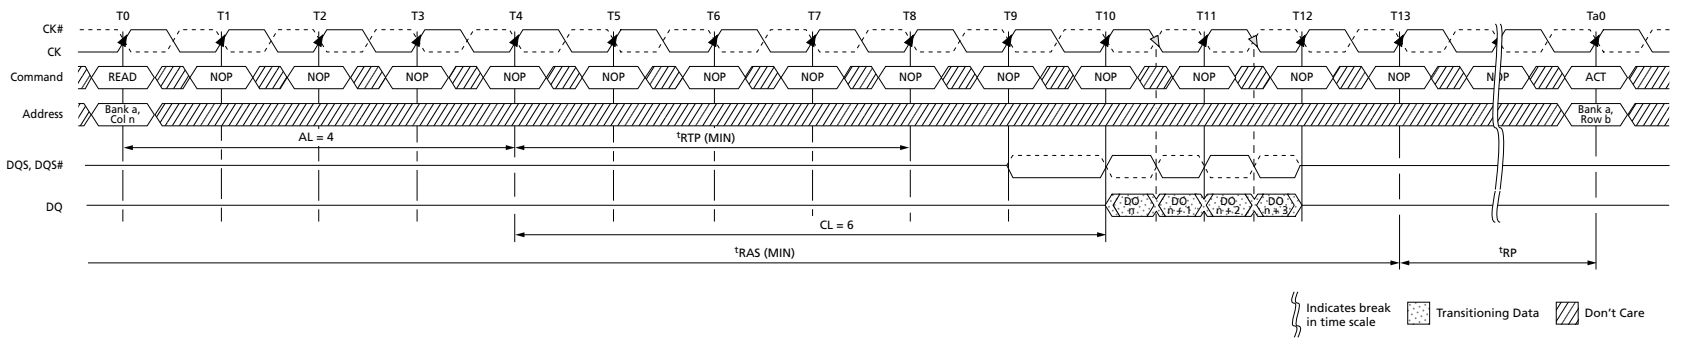 T0 T1 T2 T3 T4 T5 T6 T7 T8 T9 T10 T11 T12 T13 Ta0
CK#
CK
Command READ NOP NOP NOP NOP NOP NOP NOP NOP NOP NOP NOP NOP NOP NOP ACT
Address Bank a, Col n Bank a, Row b
AL = 4 tRTP (MIN)
DQS, DQS#
DQ DO n DO n + 1 DO n + 2 DO n + 3
CL = 6
tRAS (MIN) tRP
Indicates break
in time scale
Transitioning Data
Don't Care